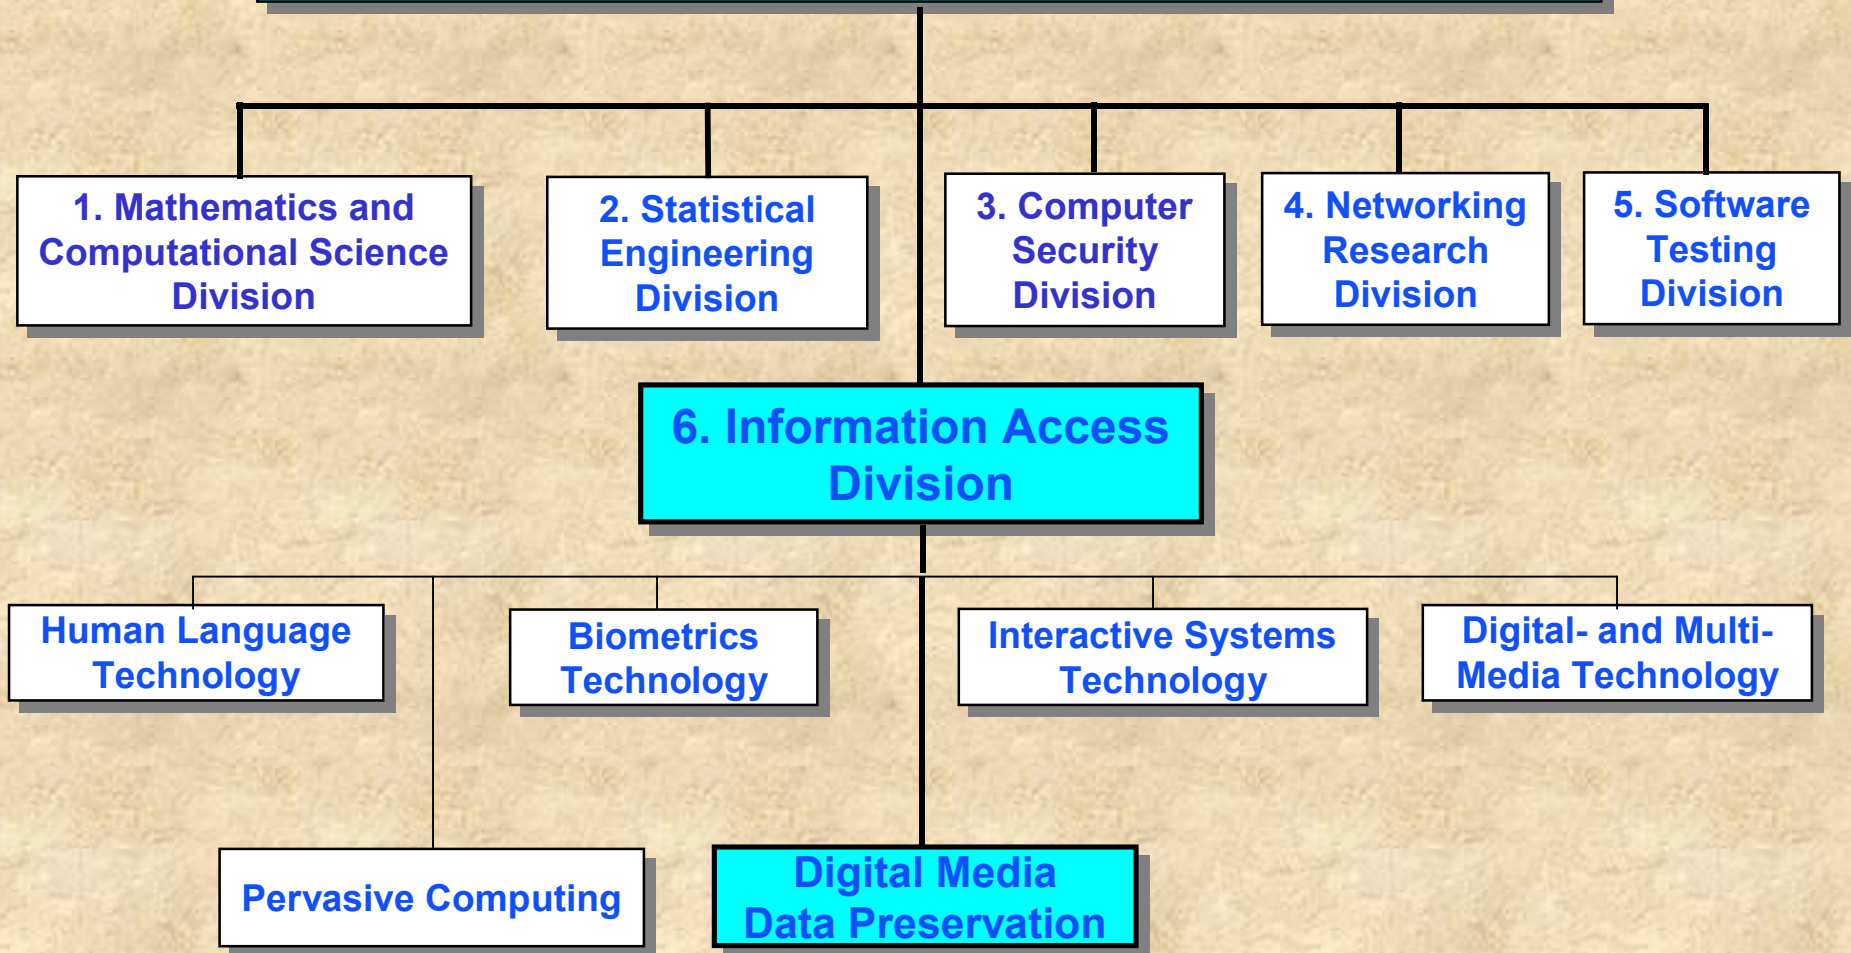 1. Mathematics and
Computational Science
Division
2. Statistical
Engineering
Division
3. Computer
Security
Division
4. Networking
Research
Division
5. Software
Testing
Division
6. Information Access
Division
Human Language
Technology
Biometrics
Technology
Interactive Systems
Technology
Digital- and Multi-
Media Technology
Pervasive Computing
Digital Media
Data Preservation